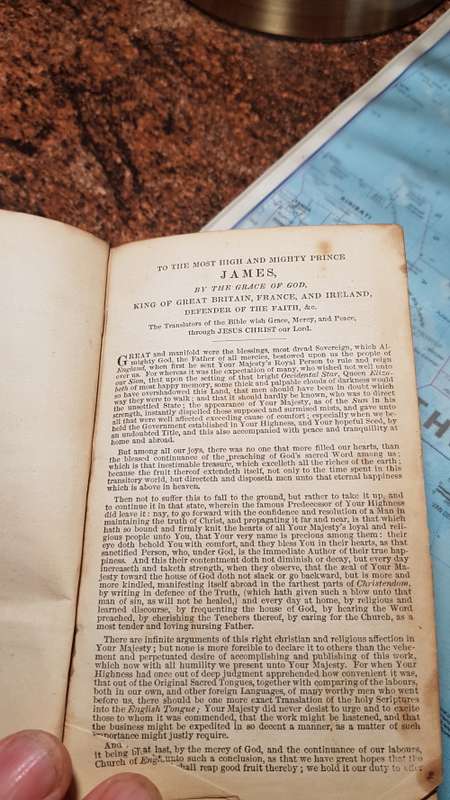 KIRIBATI
TO THE MOST HIGH AND MIGHTY PRINCE
JAMES,
BY THE GRACE OF GOD,
KING OF GREAT BRITAIN, FRANCE, AND IRELAND,
DEFENDER OF THE FAITH, &c.
The Translators of the Bible wish Grace, Mercy, and Peace,
through JESUS CHRIST our Lord.
GREAT and manifold were the blessings, most dread Sovereign, which Al-
mighty God, the Father of all mercies, bestowed upon us the people of
England, when first he sent Your Majesty's Royal Person to rule and reign
over us. For whereas it was the expectation of many, who wished not well unto
our Sion, that upon the setting of that bright Occidental Star, Queen Eliza-
beth of most happy memory, some thick and palpable clouds of darkness would
so have overshadowed this Land, that men should have been in doubt which
way they were to walk; and that it should hardly be known, who was to direct
the unsettled State; the appearance of Your Majesty, as of the Sun in his
strength, instantly dispelled those supposed and surmised mists, and gave unto
all that were well affected exceeding cause of comfort; especially when we be-
held the Government established in Your Highness, and Your hopeful Seed, by
an undoubted Title, and this also accompanied with peace and tranquillity at
home and abroad.
But among all our joys, there was no one that more filled our hearts, than
the blessed continuance of the preaching of God's sacred Word among us;
which is that inestimable treasure, which excelleth all the riches of the earth;
because the fruit thereof extendeth itself, not only to the time spent in this
transitory world, but directeth and disposeth men unto that eternal happiness
which is above in heaven.
Then not to suffer this to fall to the ground, but rather to take it up, and
to continue it in that state, wherein the famous Predecessor of Your Highness
did leave it: nay, to go forward with the confidence and resolution of a Man in
maintaining the truth of Christ, and propagating it far and near, is that which
hath so bound and firmly knit the hearts of all Your Majesty's loyal and reli-
gious people unto You, that Your very name is precious among them: their
eye doth behold You with comfort, and they bless You in their hearts, as that
sanctified Person, who, under God, is the immediate Author of their true hap-
piness. And this their contentment doth not diminish or decay, but every day
increaseth and taketh strength, when they observe, that the zeal of Your Ma-
jesty toward the house of God doth not slack or go backward, but is more and
more kindled, manifesting itself abroad in the farthest parts of Christendom,
by writing in defence of the Truth, (which hath given such a blow unto that
man of sin, as will not be healed,) and every day at home, by religious and
learned discourse, by frequenting the house of God, by hearing the Word
preached, by cherishing the Teachers thereof, by caring for the Church, as a
most tender and loving nursing Father.
There are infinite arguments of this right christian and religious affection in
Your Majesty; but none is more forcible to declare it to others than the vehe-
ment and perpetuated desire of accomplishing and publishing of this work,
which now with all humility we present unto Your Majesty. For when Your
Highness had once out of deep judgment apprehended how convenient it was,
that out of the Original Sacred Tongues, together with comparing of the labours,
both in our own, and other foreign Languages, of many worthy men who went
before us, there should be one more exact Translation of the holy Scriptures
into the English Tongue; Your Majesty did never desist to urge and to excite
those to whom it was commended, that the work might be hastened, and that
the business might be expedited in so decent a manner, as a matter of such
importance might justly require.
And
it being at last, by the mercy of God, and the continuance of our labours,
Church of unto such a conclusion, as that we have great hopes that the
shall reap good fruit thereby; we hold it our duty to offer